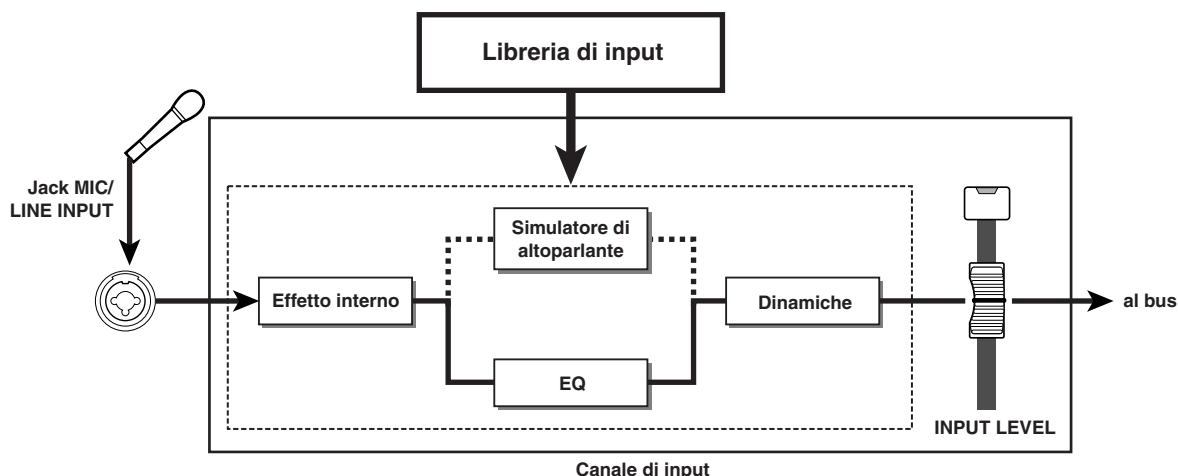 Libreria di input
Jack MIC/
LINE INPUT
Simulatore di
altoparlante
Effetto interno
Dinamiche
al bus
EQ
INPUT LEVEL
Canale di input